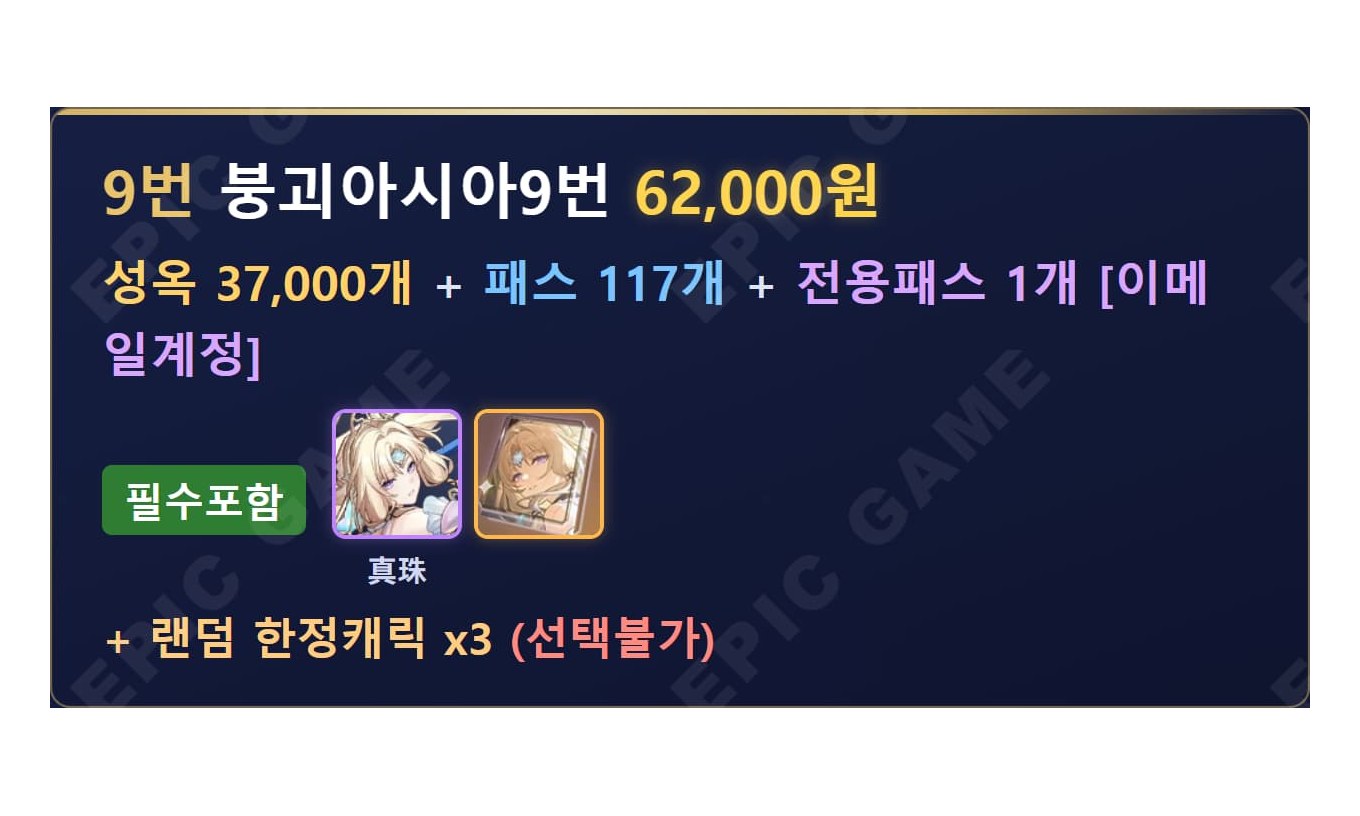 9번 붕괴아시아9번 62,000원
성옥 37,000개 + 패스 117개 + 전용패스 1개 [이메
일계정]
필수포함
真珠
+ 랜덤 한정캐릭 x3 (선택불가)
EPIC GAME